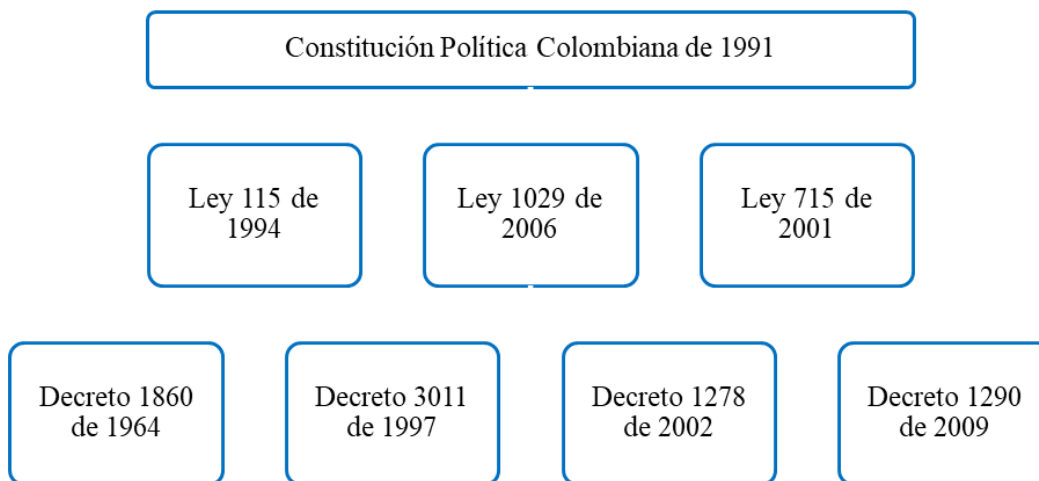 Constitución Política Colombiana de 1991
Ley 115 de
1994
Ley 1029 de
2006
Ley 715 de
2001
Decreto 1860
de 1964
Decreto 3011
de 1997
Decreto 1278
de 2002
Decreto 1290
de 2009